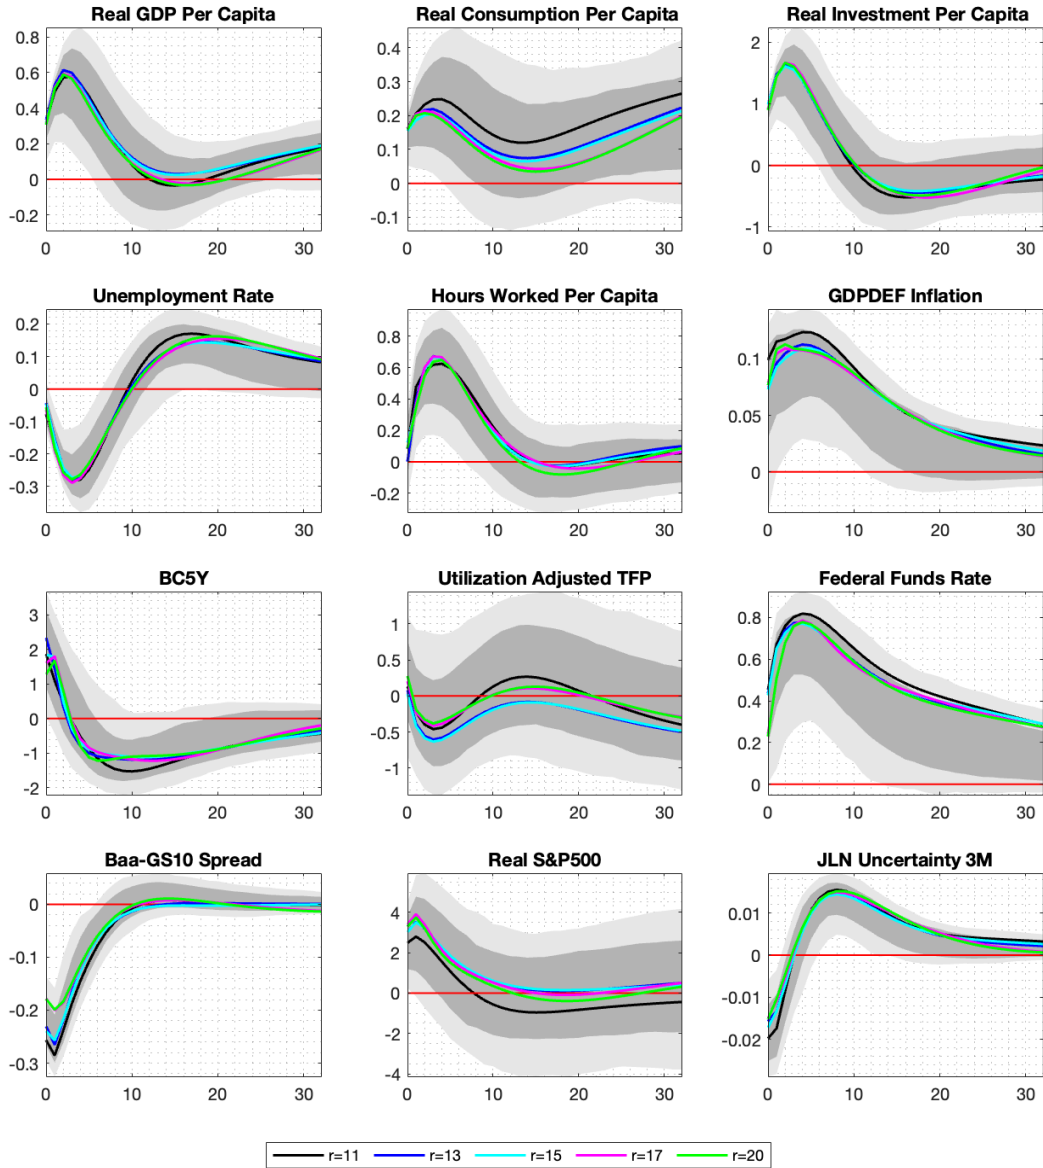 Real GDP Per Capita
0.8
0.6
0.4
0.2
0
-0.2
0 10 20 30
Real Consumption Per Capita
0.4
0.3
0.2
0.1
0
-0.1
0 10 20 30
Real Investment Per Capita
2
1
0
-1
0 10 20 30
Unemployment Rate
0.2
0.1
0
-0.1
-0.2
-0.3
0 10 20 30
Hours Worked Per Capita
0.8
0.6
0.4
0.2
0
-0.2
0 10 20 30
GDPDEF Inflation
0.1
0.05
0
0 10 20 30
BC5Y
3
2
1
0
-1
-2
0 10 20 30
Utilization Adjusted TFP
1
0.5
0
-0.5
-1
0 10 20 30
Federal Funds Rate
0.8
0.6
0.4
0.2
0
0 10 20 30
Baa-GS10 Spread
0
-0.1
-0.2
-0.3
0 10 20 30
Real S&P500
4
2
0
-2
-4
0 10 20 30
JLN Uncertainty 3M
0.01
0
-0.01
-0.02
0 10 20 30
r=11 r=13 r=15 r=17 r=20